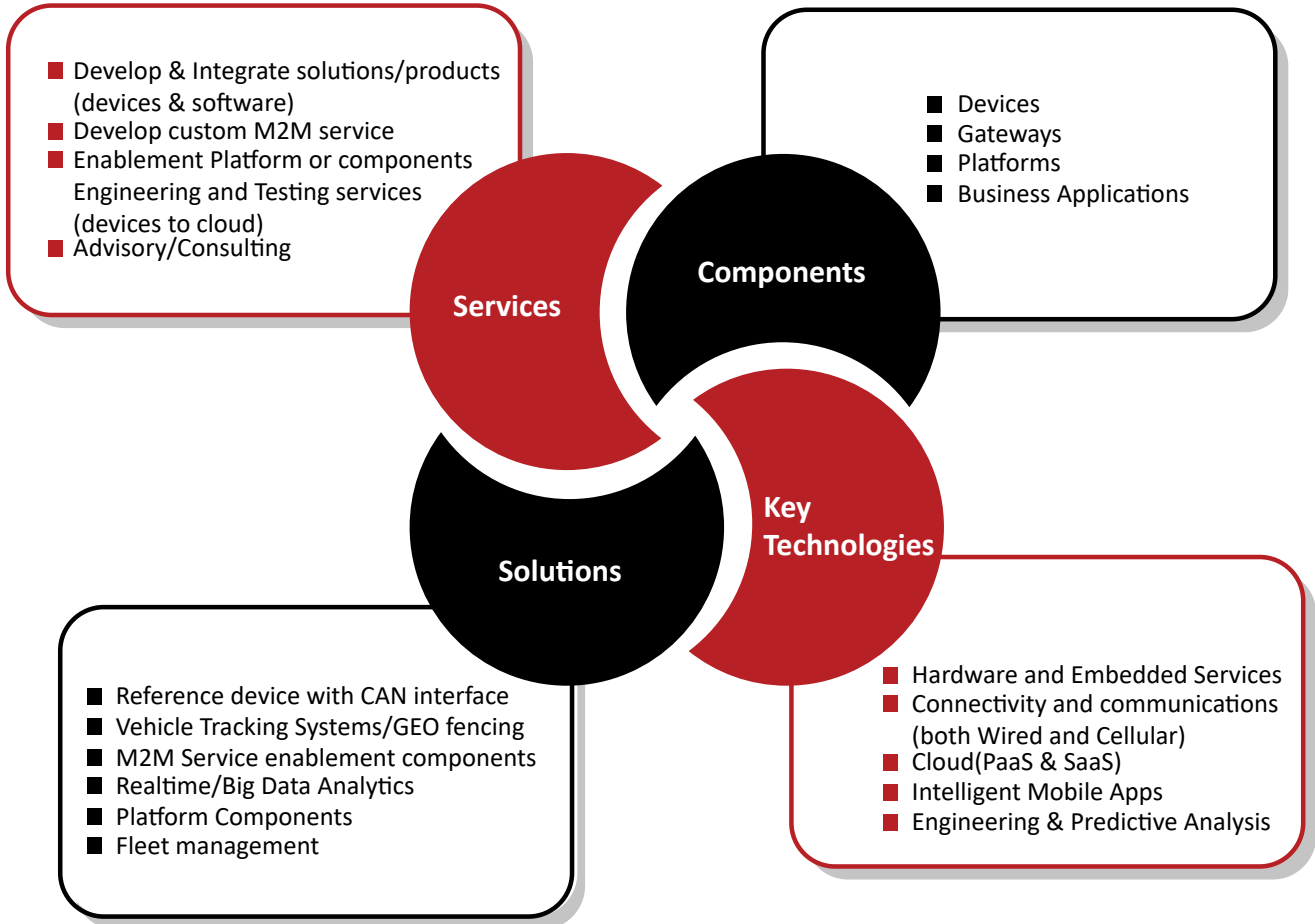 Develop & Integrate solutions/products
(devices & software)
Develop custom M2M service
Enablement Platform or components
Engineering and Testing services
(devices to cloud)
Advisory/Consulting
Services
Devices
Gateways
Platforms
Business Applications
Components
Solutions
Reference device with CAN interface
Vehicle Tracking Systems/GEO fencing
M2M Service enablement components
Realtime/Big Data Analytics
Platform Components
Fleet management
Key
Technologies
Hardware and Embedded Services
Connectivity and communications
(both Wired and Cellular)
Cloud(PaaS & SaaS)
Intelligent Mobile Apps
Engineering & Predictive Analysis